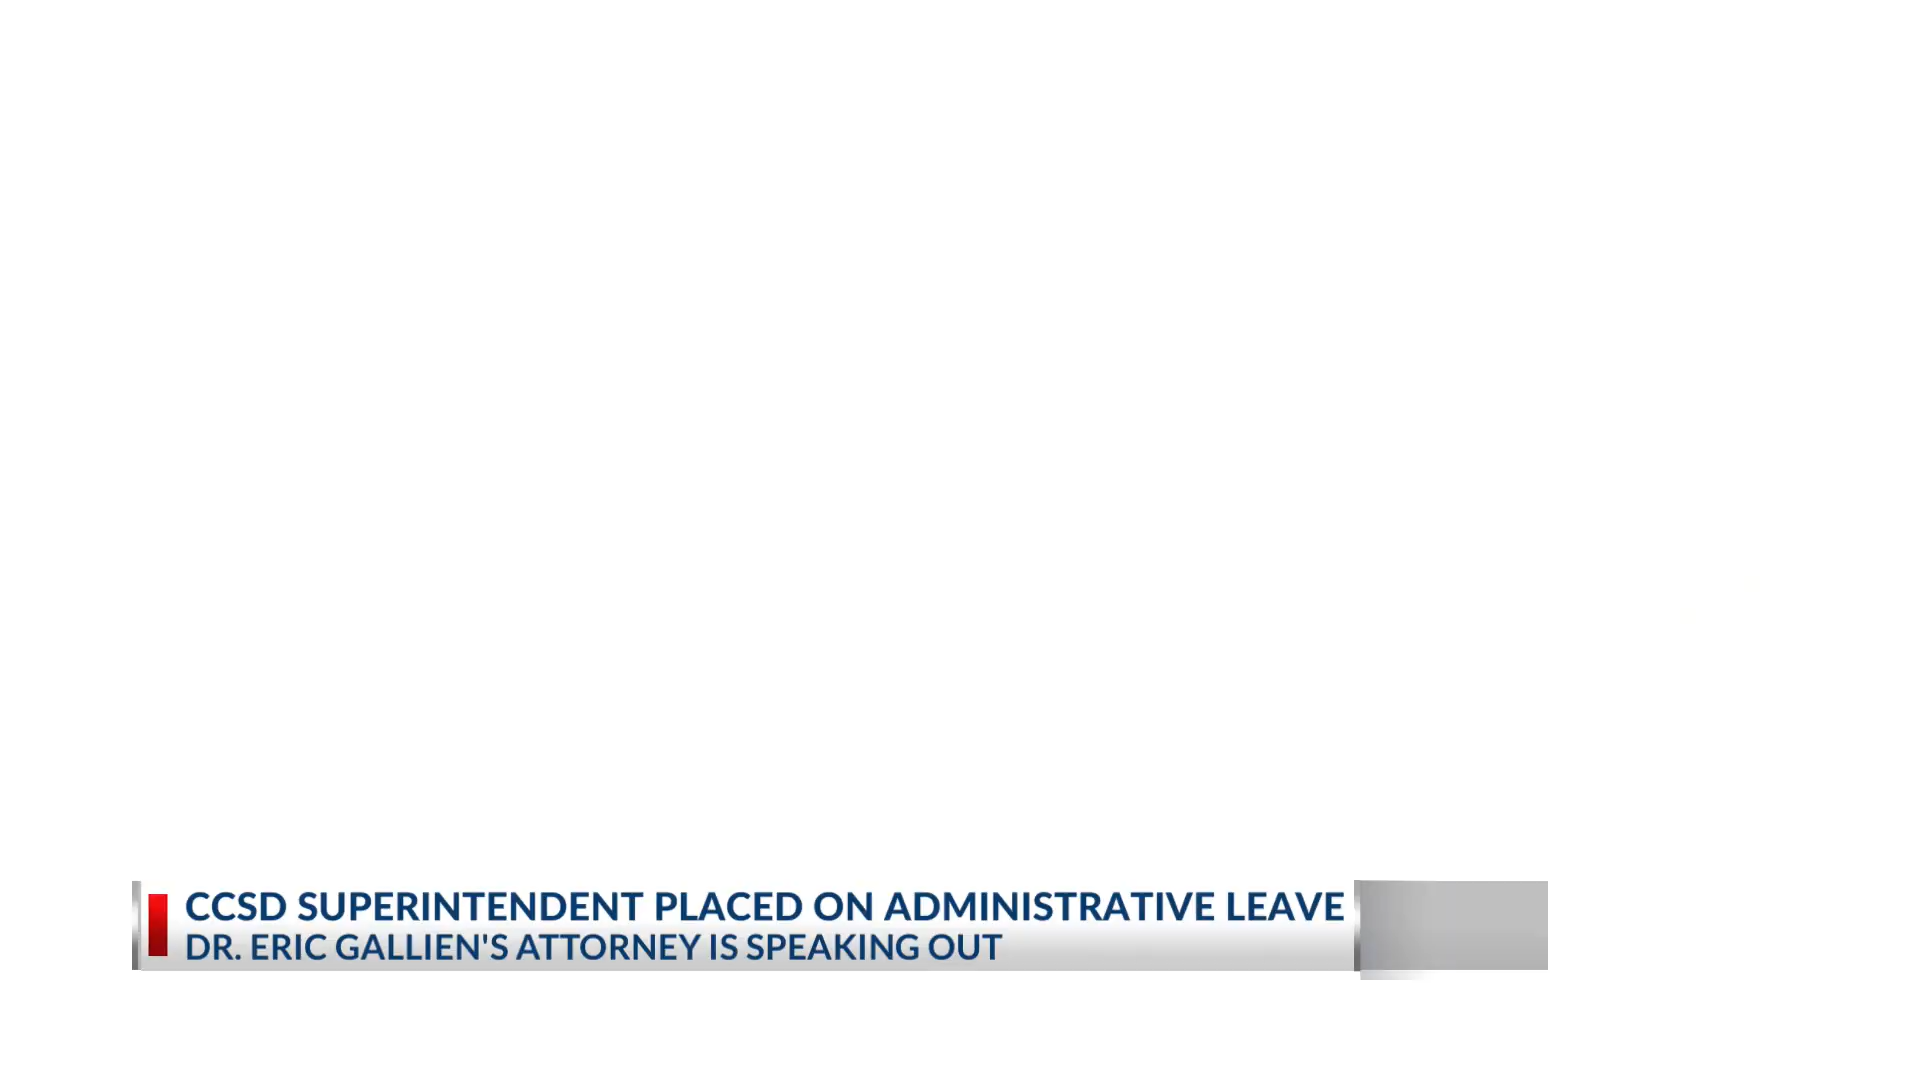 CCSD SUPERINTENDENT PLACED ON ADMINISTRATIVE LEAVE
DR. ERIC GALLIEN'S ATTORNEY IS SPEAKING OUT